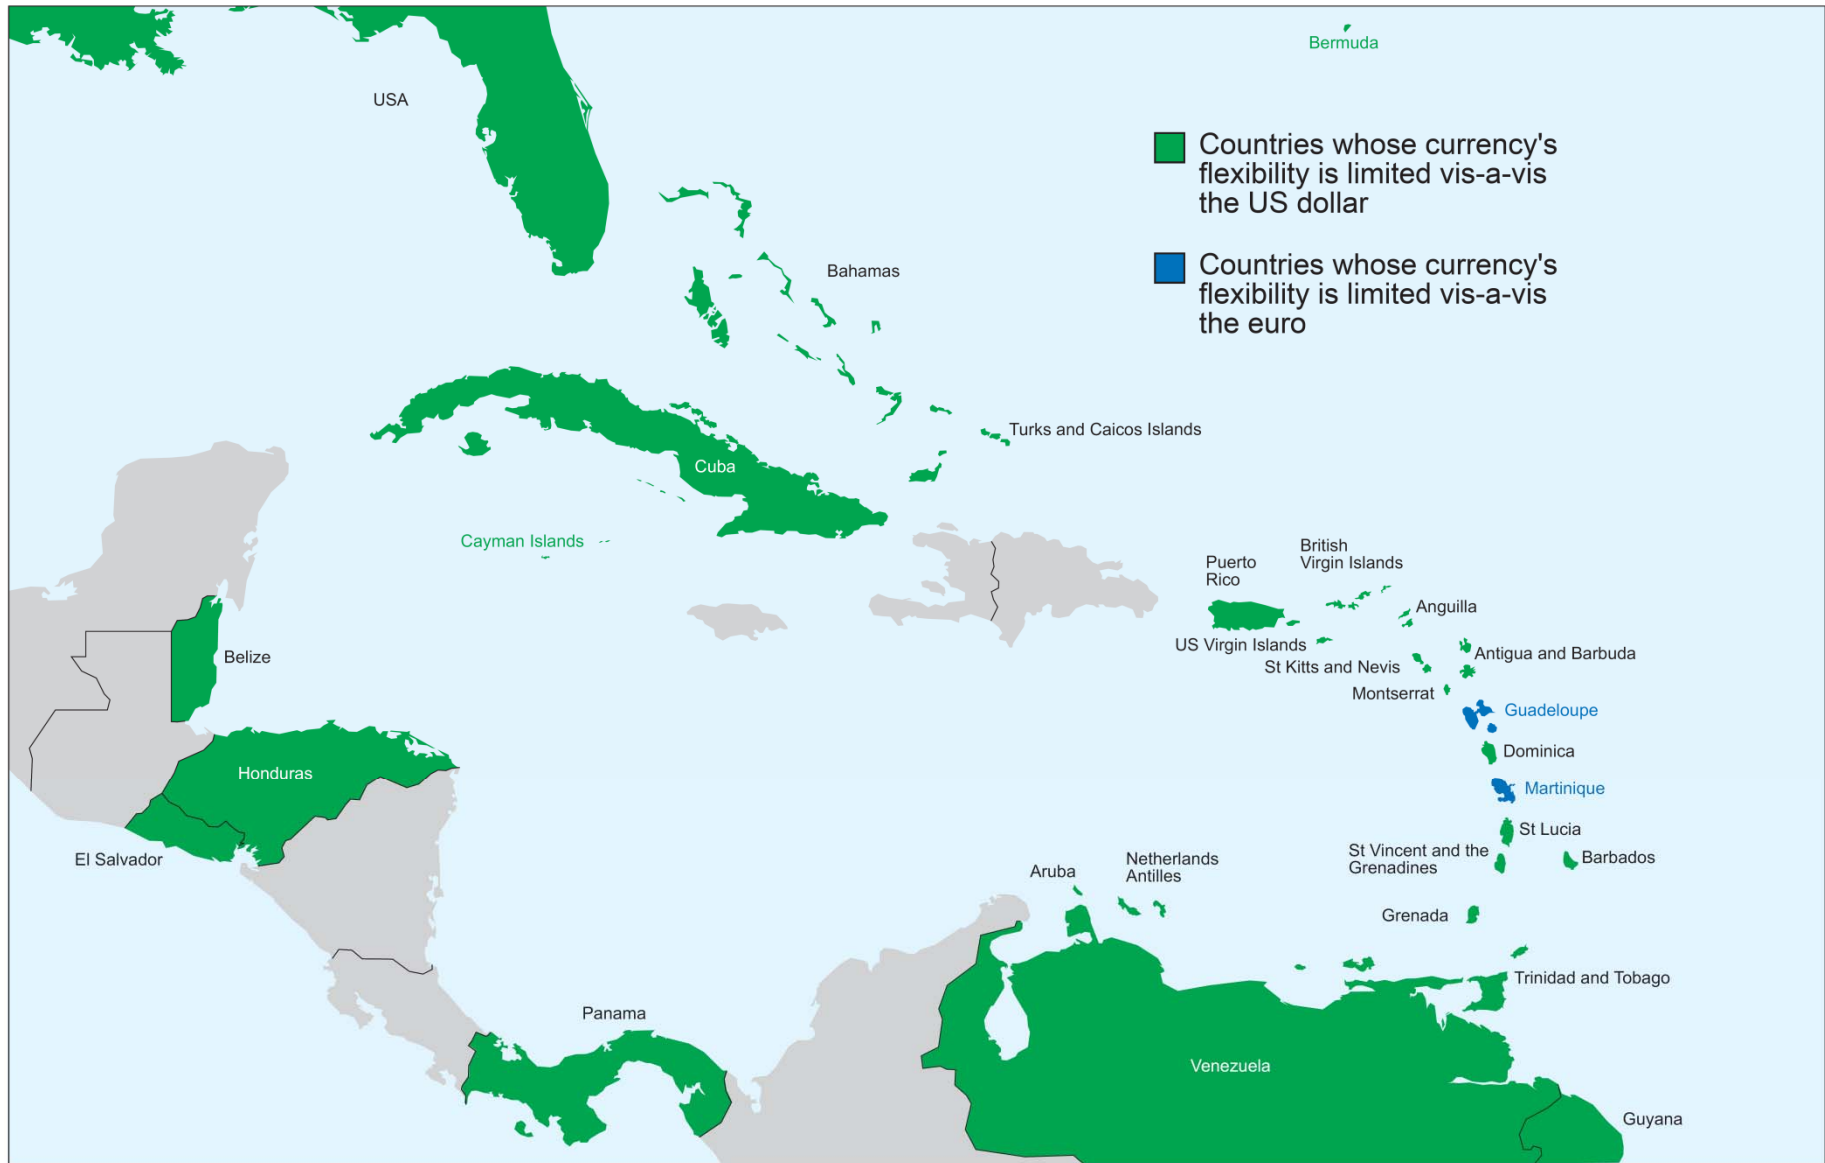 Bermuda
USA
Countries whose currency's
flexibility is limited vis-a-vis
the US dollar
Countries whose currency's
flexibility is limited vis-a-vis
the euro
Bahamas
Turks and Caicos Islands
Cuba
Cayman Islands
British
Virgin Islands
Puerto
Rico
Anguilla
US Virgin Islands
Antigua and Barbuda
Belize
St Kitts and Nevis
Montserrat
Guadeloupe
Dominica
Honduras
Martinique
St Lucia
El Salvador
St Vincent and the
Grenadines
Barbados
Netherlands
Antilles
Aruba
Grenada
Trinidad and Tobago
Panama
Venezuela
Guyana